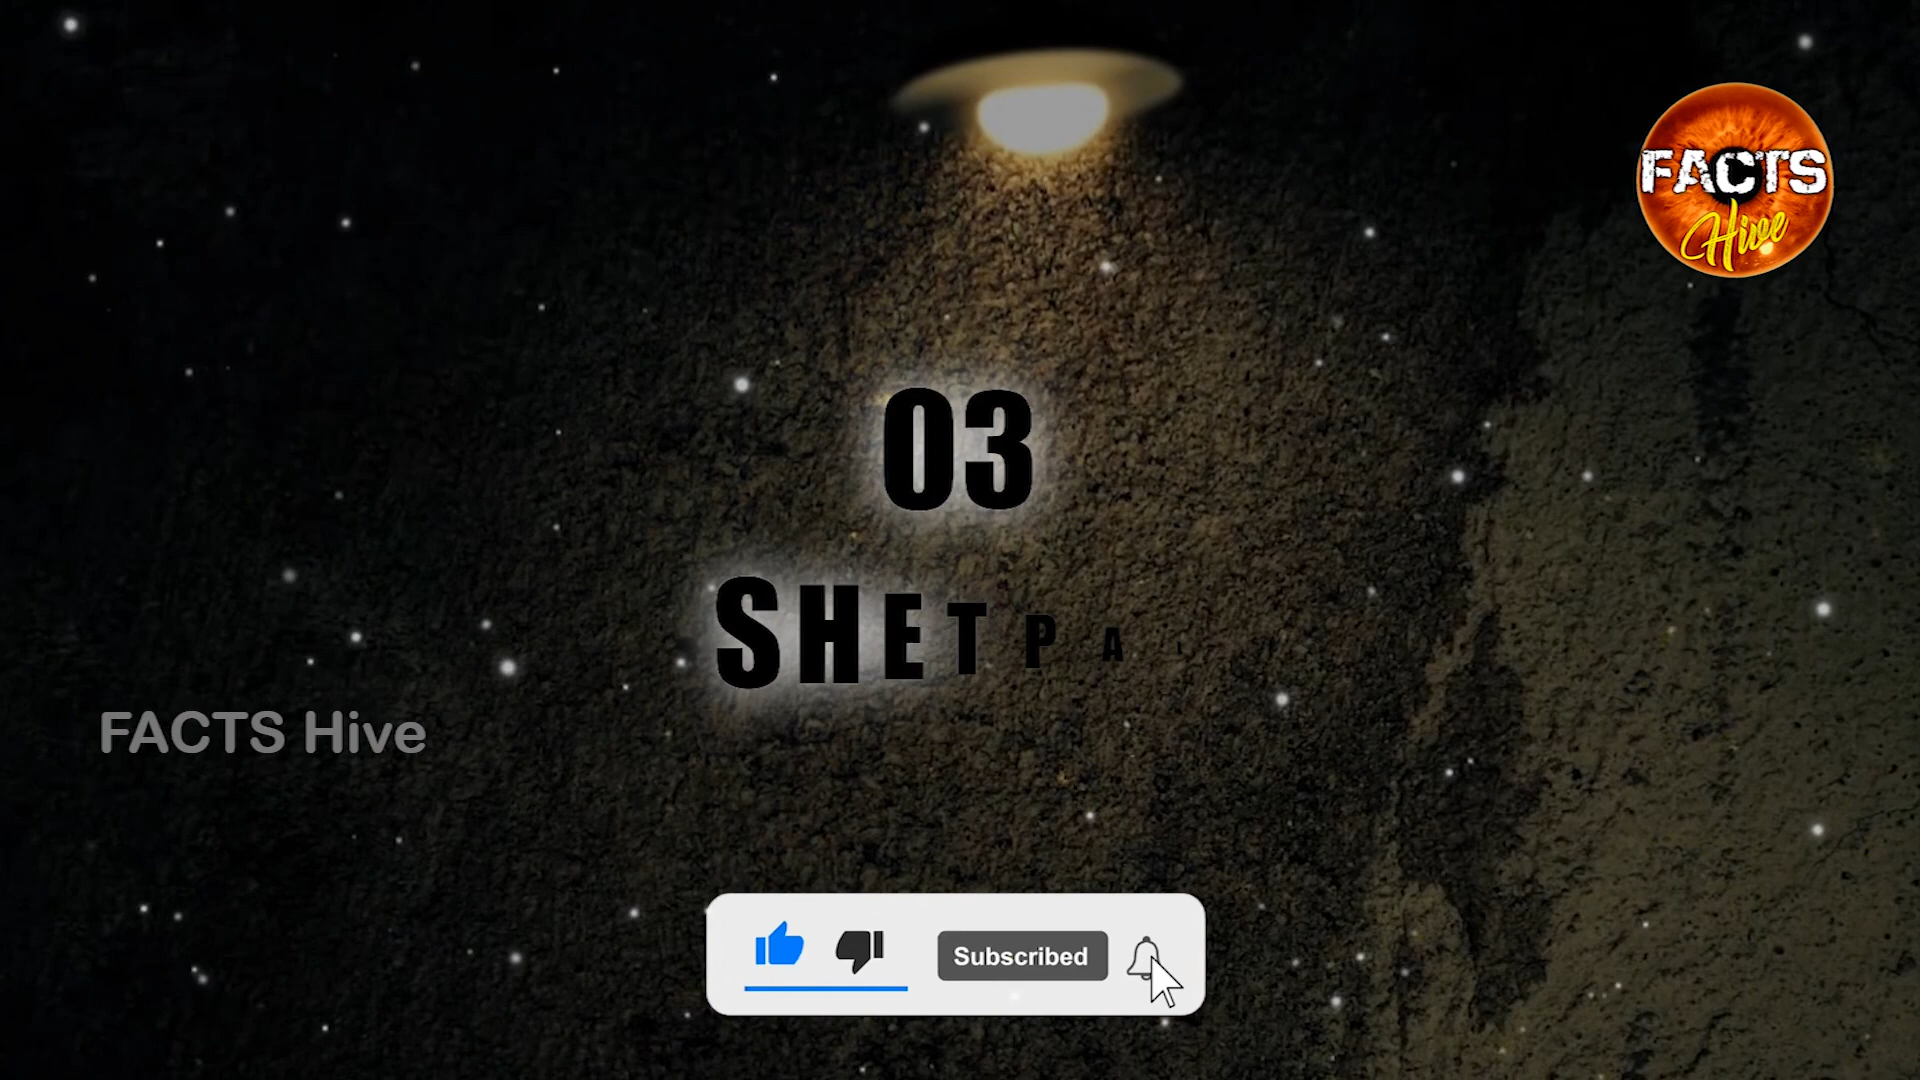 FACTS
Hive
03
SHETPA
FACTS Hive
Subscribed